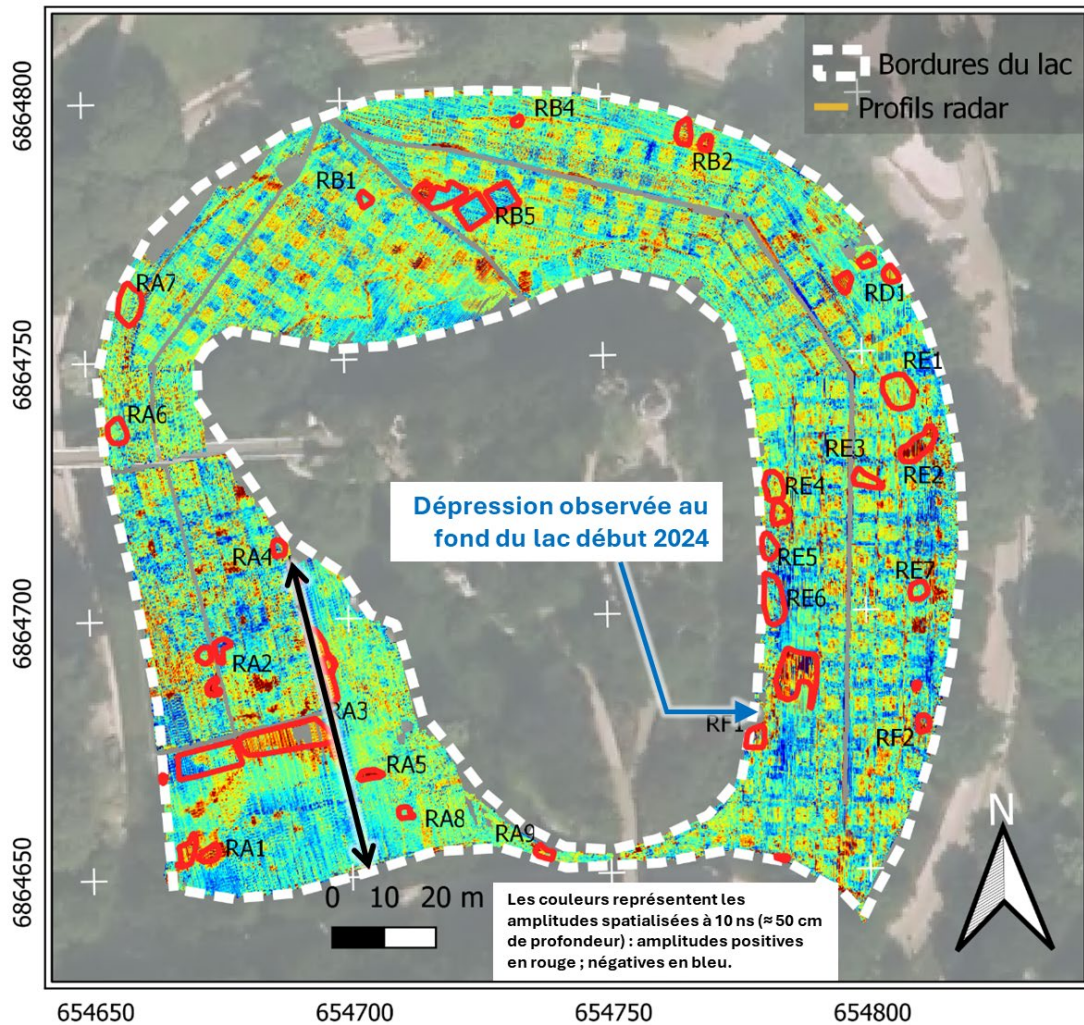 Bordures du lac
Profils radar
6864800
6864750
6864700
6864650
RB4
RB2
RB1
RB5
RA7
RD1
RE1
RA6
RE3
RE2
RE4
Dépression observée au
fond du lac début 2024
RA4
RE5
RE7
RE6
RA2
RA3
RF1
RF2
RA5
RA8
RA9
RA1
N
0 10 20 m
Les couleurs représentent les
amplitudes spatialisées à 10 ns (≈ 50 cm
de profondeur) : amplitudes positives
en rouge ; négatives en bleu.
654650
654700
654750
654800